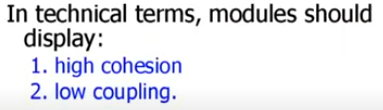 In technical terms, modules should
display:
1. high cohesion
2. low coupling.